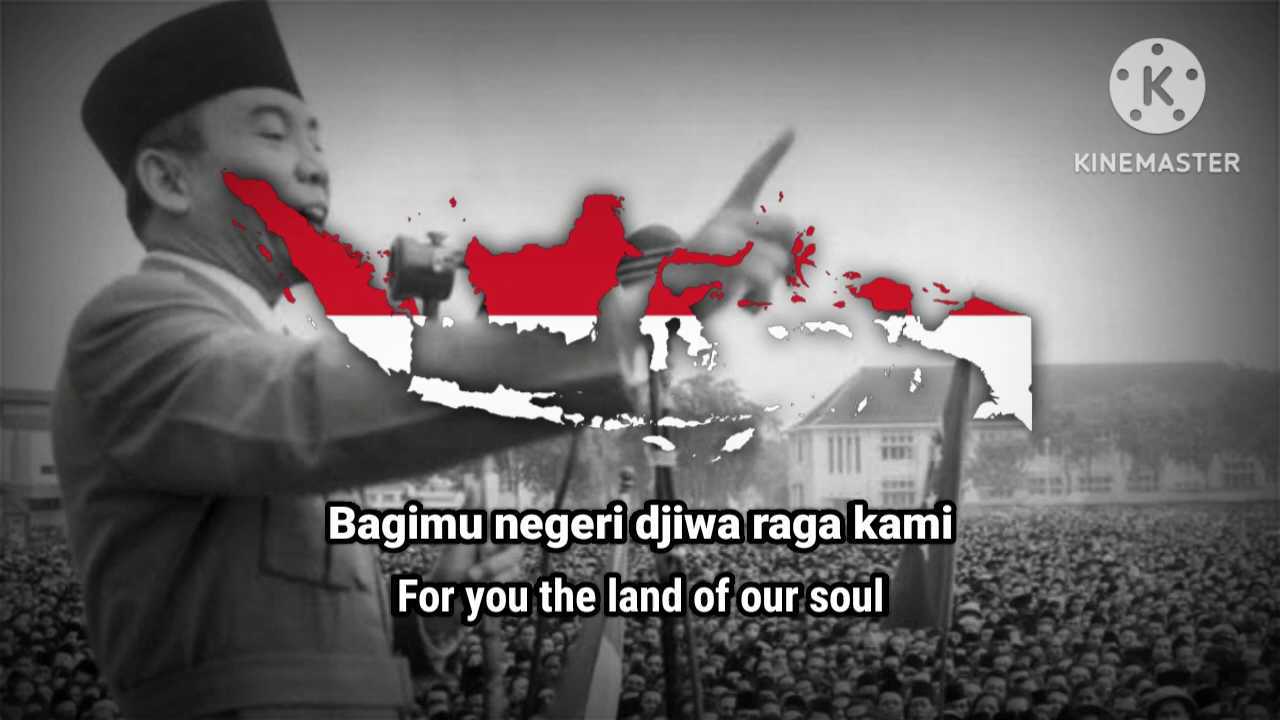 KINEMASTER
Bagimu negeri djiwa raga kami
For you the land of our soul